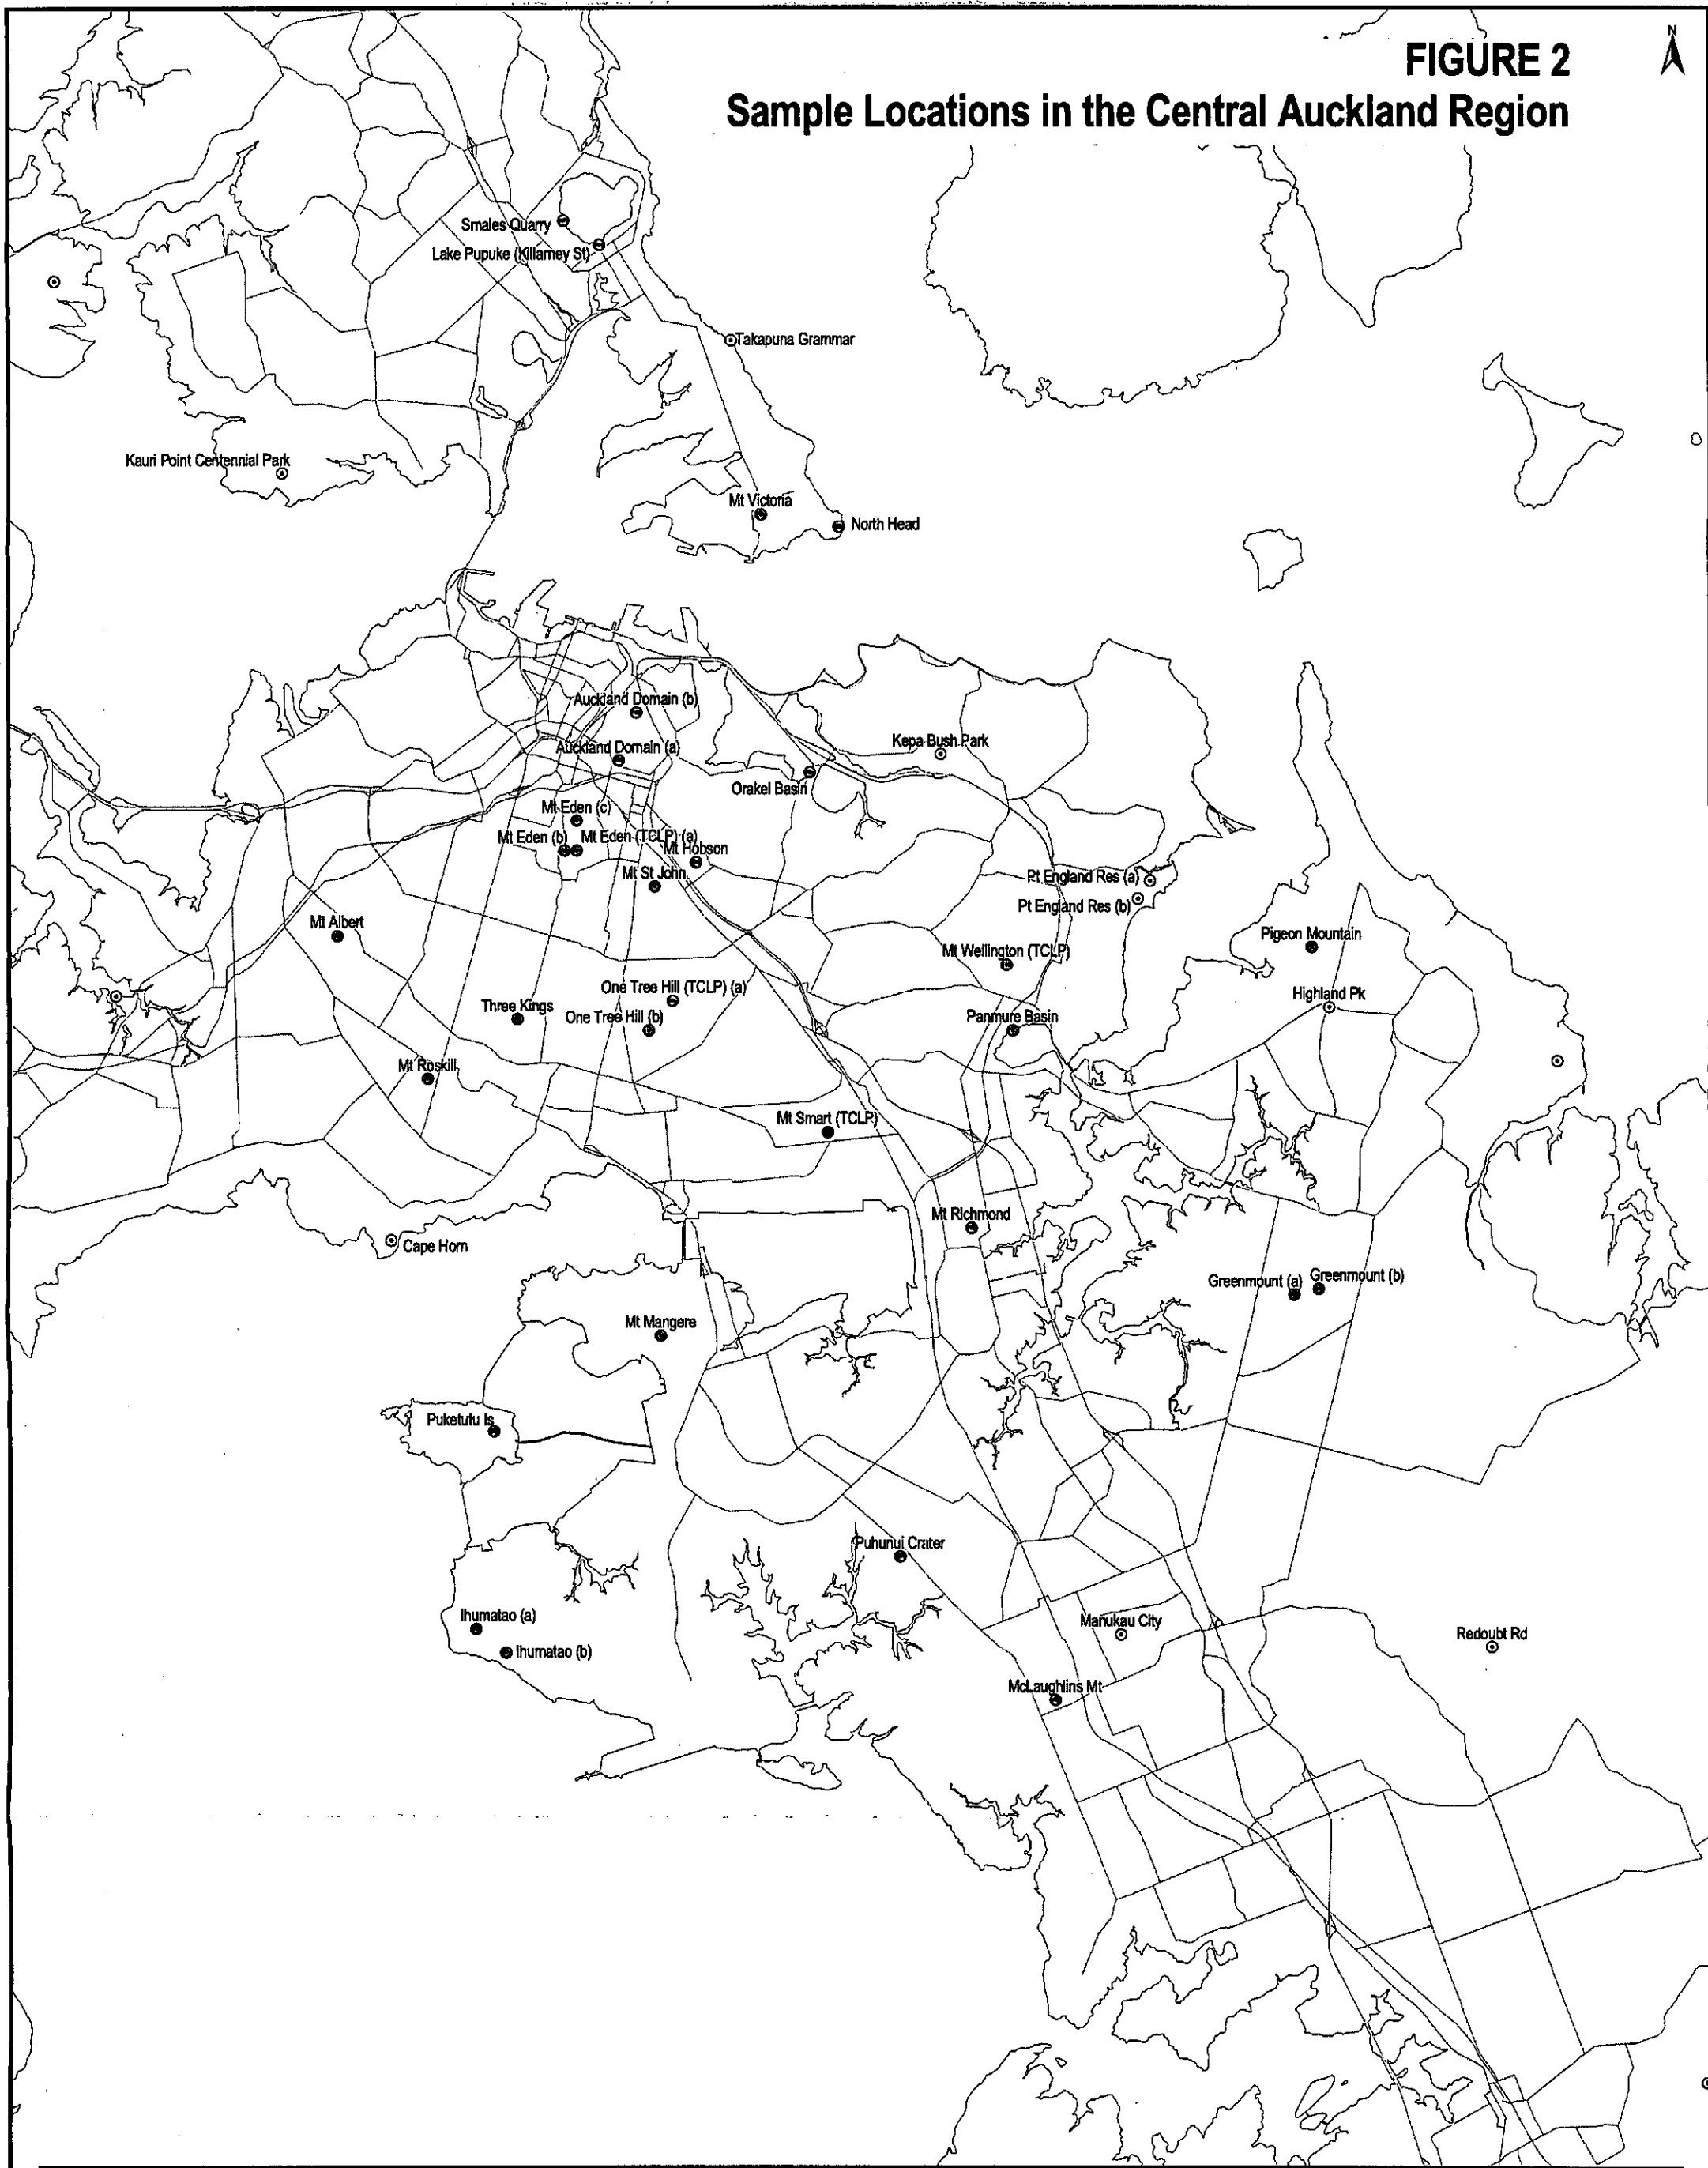 N
FIGURE 2
Sample Locations in the Central Auckland Region
Smales Quarry
Lake Pupuke (Killarney St)
Takapuna Grammar
Kauri Point Centennial Park
Mt Victoria
North Head
Auckland Domain (b)
Auckland Domain (a)
Kepa Bush Park
Orakei Basin
Mt Eden (c)
Mt Eden (b)
Mt Eden (TCLP) (a)
Mt Hobson
Mt St John
Pt England Res (a)
Pt England Res (b)
Mt Albert
Pigeon Mountain
Mt Wellington (TCLP)
One Tree Hill (TCLP) (a)
Highland Pk
Three Kings
One Tree Hill (b)
Panmure Basin
Mt Roskill
Mt Smart (TCLP)
Mt Richmond
Cape Horn
Greenmount (a)
Greenmount (b)
Mt Mangere
Puketutu Is
Puhunui Crater
Ihumatao (a)
Ihumatao (b)
Manukau City
Redoubt Rd
McLaughlins Mt